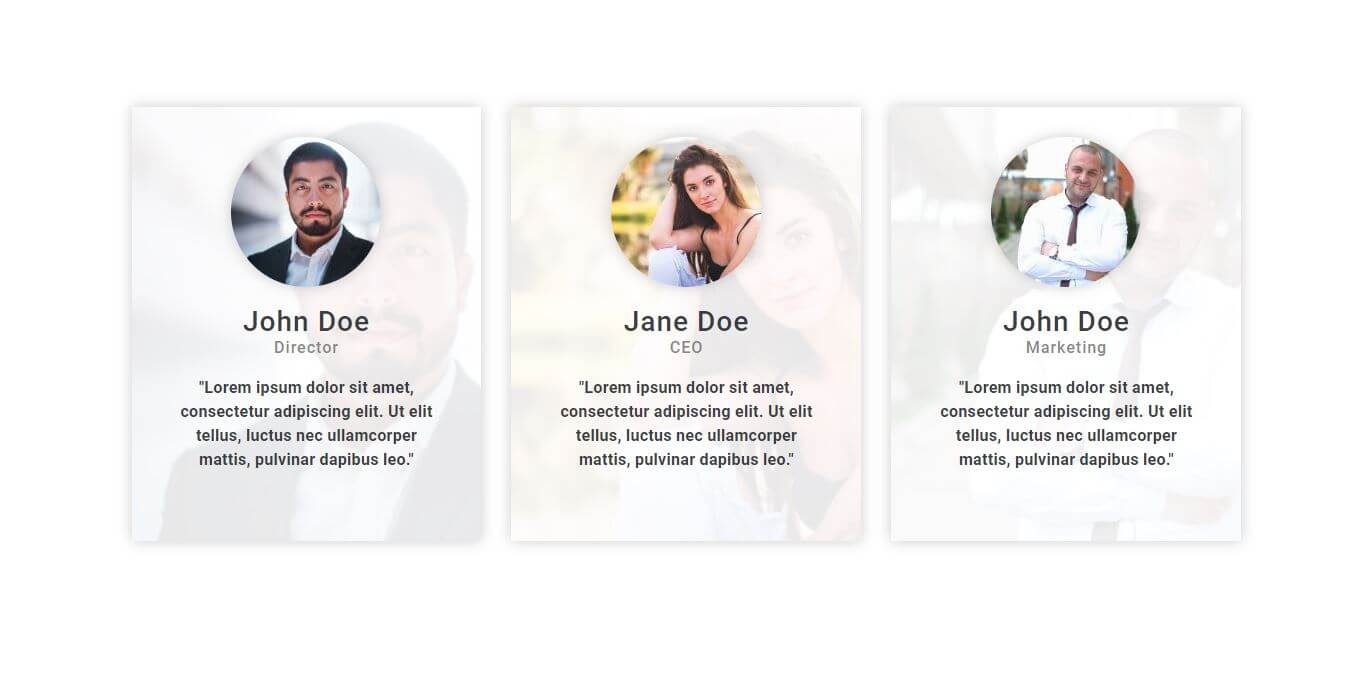 John Doe
Director
"Lorem ipsum dolor sit amet,
consectetur adipiscing elit. Ut elit
tellus, luctus nec ullamcorper
mattis, pulvinar dapibus leo."
Jane Doe
CEO
"Lorem ipsum dolor sit amet,
consectetur adipiscing elit. Ut elit
tellus, luctus nec ullamcorper
mattis, pulvinar dapibus leo."
John Doe
Marketing
"Lorem ipsum dolor sit amet,
consectetur adipiscing elit. Ut elit
tellus, luctus nec ullamcorper
mattis, pulvinar dapibus leo."